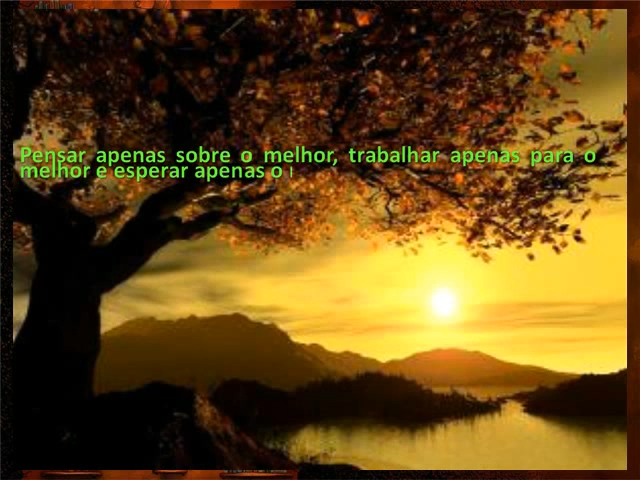 Pensar apenas sobre o melhor, trabalhar apenas para o
melhor e esperar apenas o